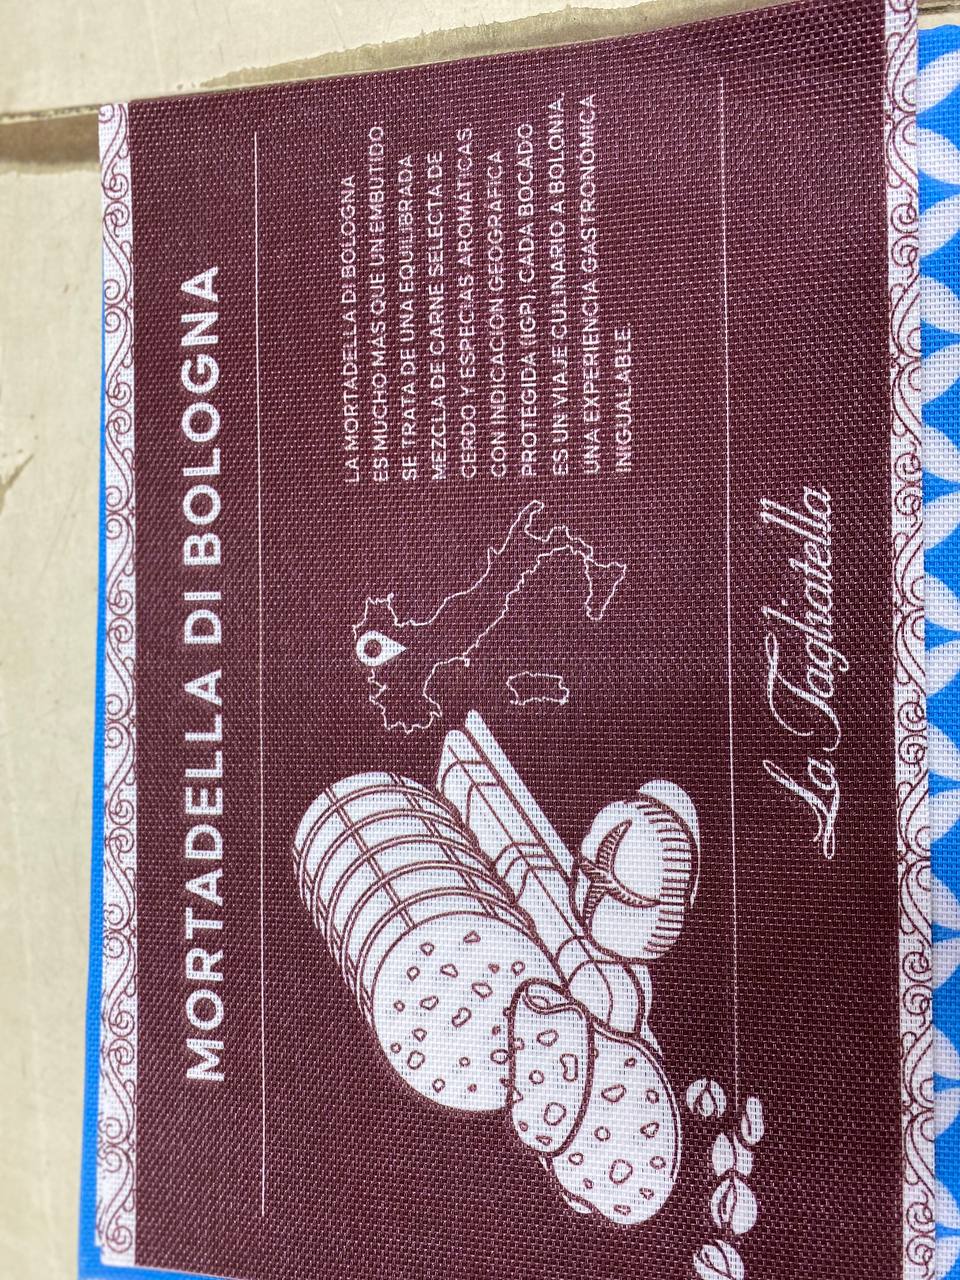 MORTADELLA DI BOLOGNA
LA MORTADELLA DI BOLOGNA
ES MUCHO MÁS QUE UN EMBUTIDO.
SE TRATA DE UNA EQUILIBRADA
MEZCLA DE CARNE SELECTA DE
CERDO Y ESPECIAS AROMÁTICAS.
CON INDICACIÓN GEOGRÁFICA
PROTEGIDA (IGP), CADA BOCADO
ES UN VIAJE CULINARIO A BOLONIA,
UNA EXPERIENCIA GASTRONÓMICA
INIGUALABLE.
La Tagliatella